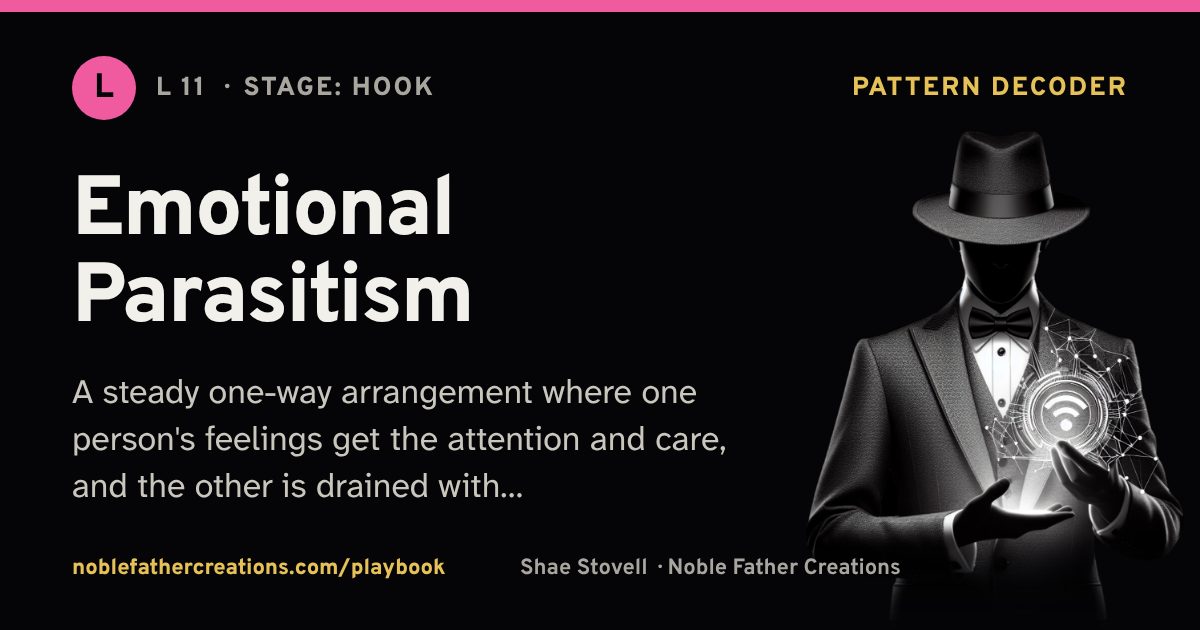 L
L 11 · STAGE: HOOK
PATTERN DECODER
Emotional
Parasitism
A steady one-way arrangement where one
person's feelings get the attention and care,
and the other is drained with...
noblefathercreations.com/playbook
Shae Stovell · Noble Father Creations